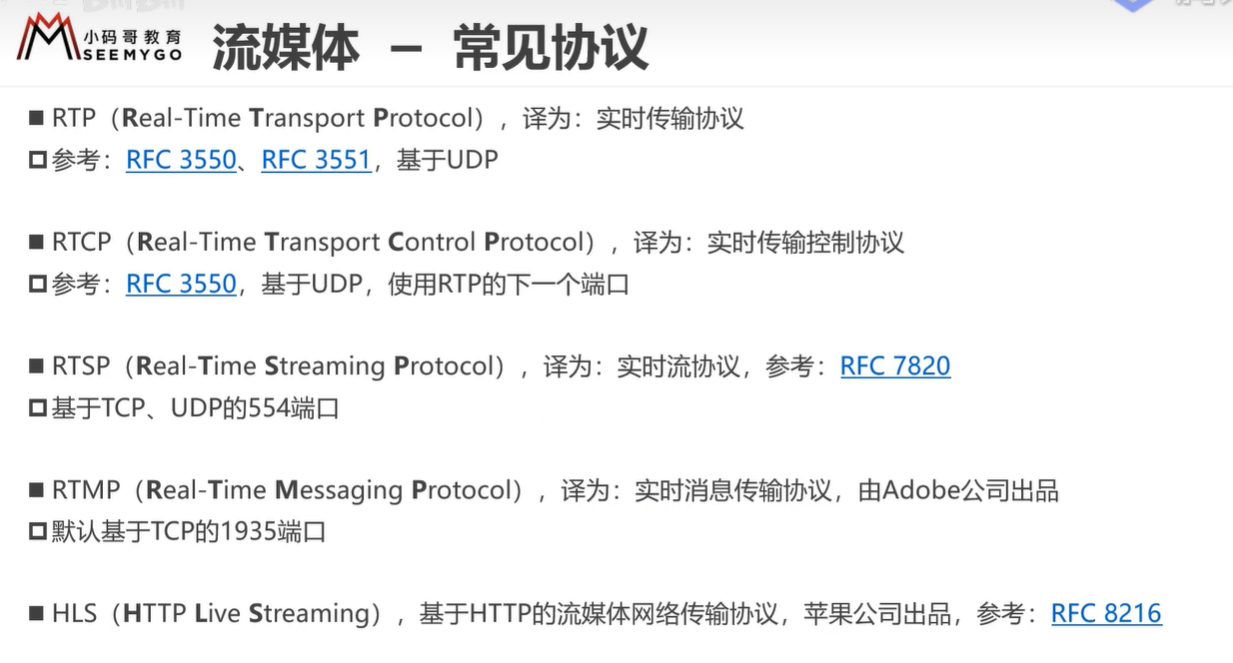 小码哥教育
SEEMYGO
流媒体 – 常见协议
■ RTP（Real-Time Transport Protocol），译为：实时传输协议
□ 参考：RFC 3550、RFC 3551，基于UDP
■ RTCP（Real-Time Transport Control Protocol），译为：实时传输控制协议
□ 参考：RFC 3550，基于UDP，使用RTP的下一个端口
■ RTSP（Real-Time Streaming Protocol），译为：实时流协议，参考：RFC 7820
□ 基于TCP、UDP的554端口
■ RTMP（Real-Time Messaging Protocol），译为：实时消息传输协议，由Adobe公司出品
□ 默认基于TCP的1935端口
■ HLS（HTTP Live Streaming），基于HTTP的流媒体网络传输协议，苹果公司出品，参考：RFC 8216